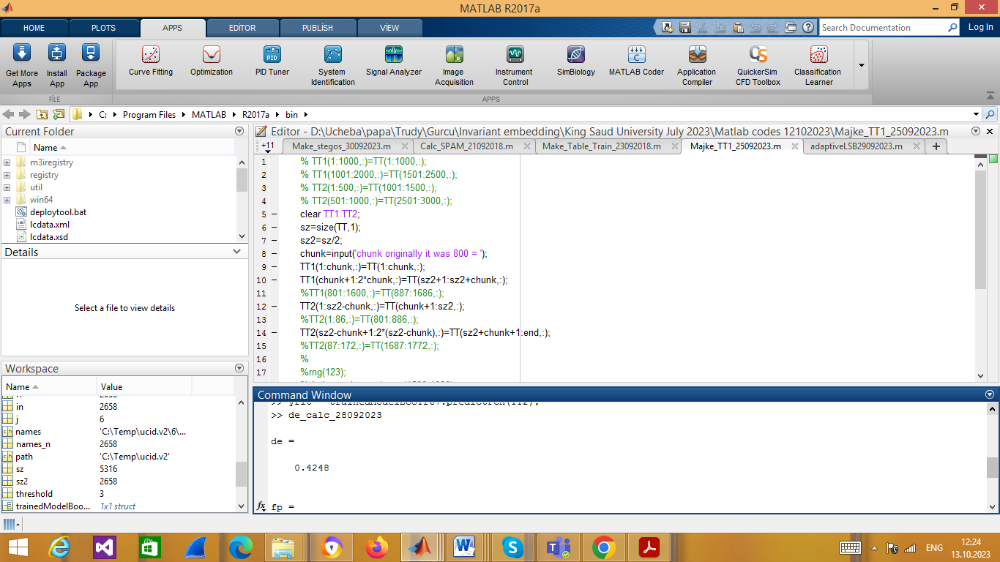 MATLAB R2017a
HOME PLOTS APPS EDİTOR PUBLİSH VİEW
Search Documentation Log In
Get More Apps
Install App
Package App
Curve Fitting
Optimization
PID Tuner
System Identification
Signal Analyzer
Image Acquisition
Instrument Control
SimBiology
MATLAB Coder
Application Compiler
QuickerSim CFD Toolbox
Classification Learner
FİLE APPS
C: Program Files MATLAB R2017a bin
Current Folder
Name
m3iregistry
registry
util
win64
deploytool.bat
lcdata.xml
lcdata.xsd
Details
Select a file to view details
Workspace
Name Value
in 2658
j 6
names 'C:\Temp\ucid.v2\6\...
names_n 2658
path 'C:\Temp\ucid.v2'
sz 5316
sz2 2658
threshold 3
trainedModelBoo... 1x1 struct
Editor - D:\Ucheba\papa\Trudy\Gurcu\Invariant embedding\King Saud University July 2023\Matlab codes 12102023\Majke_TT1_25092023.m
+11 Make_stegos_30092023.m Calc_SPAM_21092018.m Make_Table_Train_23092018.m Majke_TT1_25092023.m adaptiveLSB29092023.m +
1 % TT1(1:1000,:)=TT(1:1000,:);
2 % TT1(1001:2000,:)=TT(1501:2500,:);
3 % TT2(1:500,:)=TT(1001:1500,:);
4 % TT2(501:1000,:)=TT(2501:3000,:);
5 – clear TT1 TT2;
6 – sz=size(TT,1);
7 – sz2=sz/2;
8 – chunk=input('chunk originally it was 800 = ');
9 – TT1(1:chunk,:)=TT(1:chunk,:);
10 – TT1(chunk+1:2*chunk,:)=TT(sz2+1:sz2+chunk,:);
11 %TT1(801:1600,:)=TT(887:1686,:);
12 – TT2(1:sz2-chunk,:)=TT(chunk+1:sz2,:);
13 %TT2(1:86,:)=TT(801:886,:);
14 – TT2(sz2-chunk+1:2*(sz2-chunk),:)=TT(sz2+chunk+1:end,:);
15 %TT2(87:172,:)=TT(1687:1772,:);
16 %
17 %rng(123);
Command Window
>> de_calc_28092023
de =
0.4248
fx fp =
ENG
12:24
13.10.2023